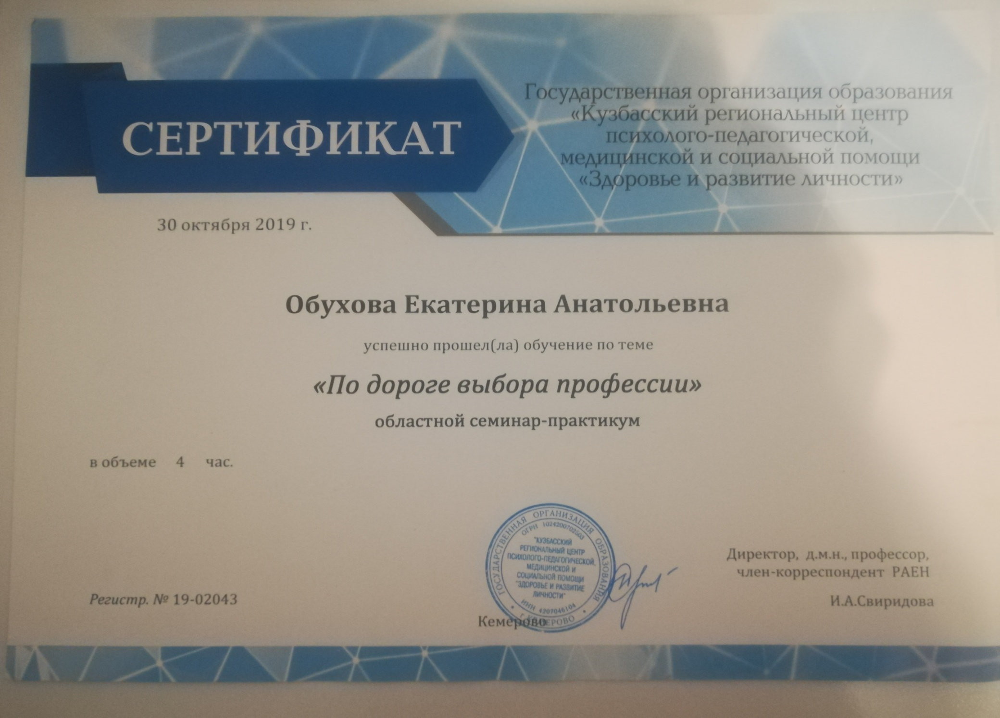 СЕРТИФИКАТ
Государственная организация образования
«Кузбасский региональный центр
психолого-педагогической,
медицинской и социальной помощи
«Здоровье и развитие личности»
30 октября 2019 г.
Обухова Екатерина Анатольевна
успешно прошел(ла) обучение по теме
«По дороге выбора профессии»
областной семинар-практикум
в объеме 4 час.
ГОСУДАРСТВЕННАЯ ОРГАНИЗАЦИЯ ОБРАЗОВАНИЯ
ОГРН 1024200702503
"КУЗБАССКИЙ
РЕГИОНАЛЬНЫЙ ЦЕНТР
ПСИХОЛОГО-ПЕДАГОГИЧЕСКОЙ,
МЕДИЦИНСКОЙ И
СОЦИАЛЬНОЙ ПОМОЩИ
"ЗДОРОВЬЕ И РАЗВИТИЕ
ЛИЧНОСТИ"
ИНН 4207046104
г. КЕМЕРОВО
Директор, д.м.н., профессор,
член-корреспондент РАЕН
И.А.Свиридова
Регистр. № 19-02043
Кемерово